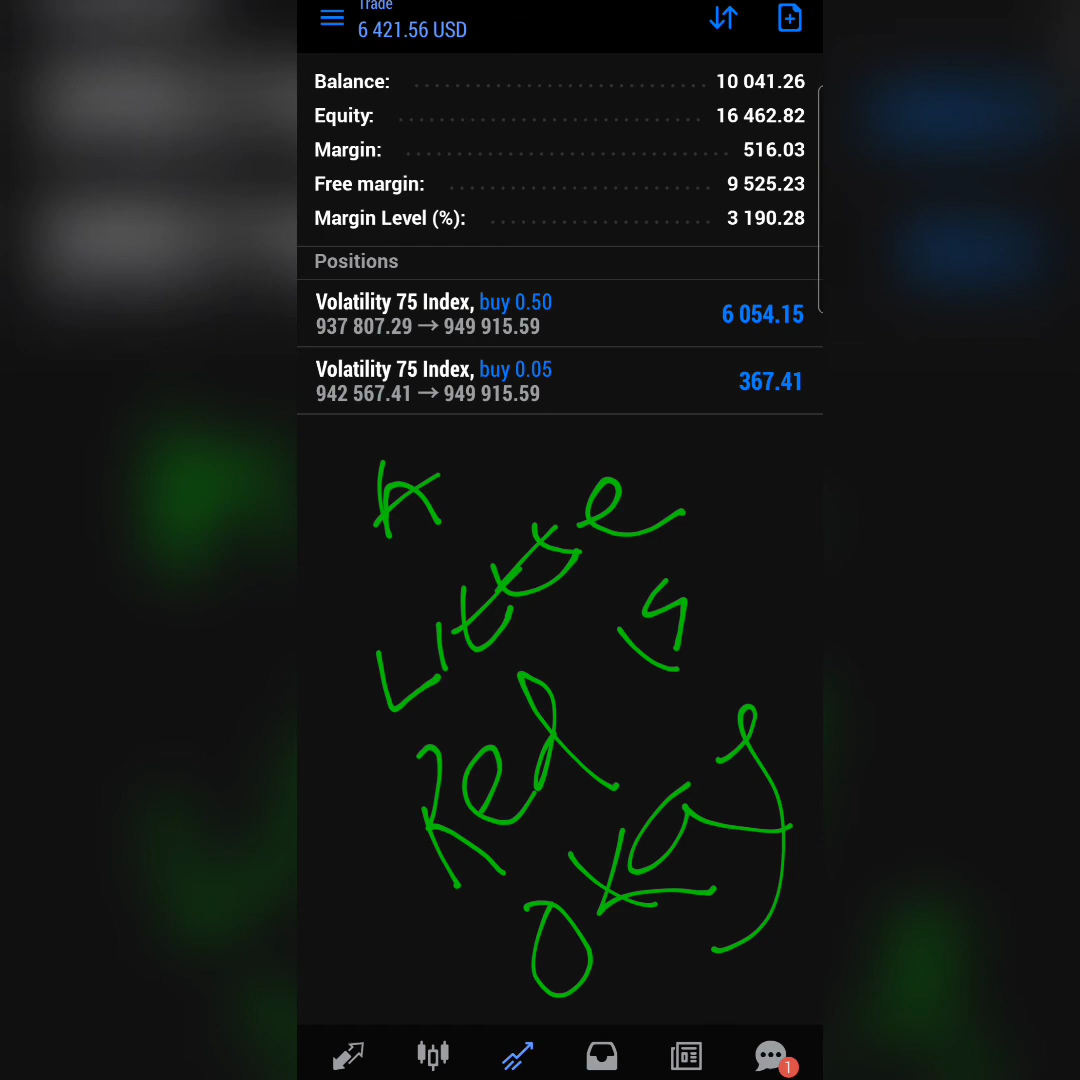 Trade
6 421.56 USD
Balance: 10 041.26
Equity: 16 462.82
Margin: 516.03
Free margin: 9 525.23
Margin Level (%): 3 190.28
Positions
Volatility 75 Index, buy 0.50
937 807.29 → 949 915.59
6 054.15
Volatility 75 Index, buy 0.05
942 567.41 → 949 915.59
367.41
A
Little
is
Red
okay
1